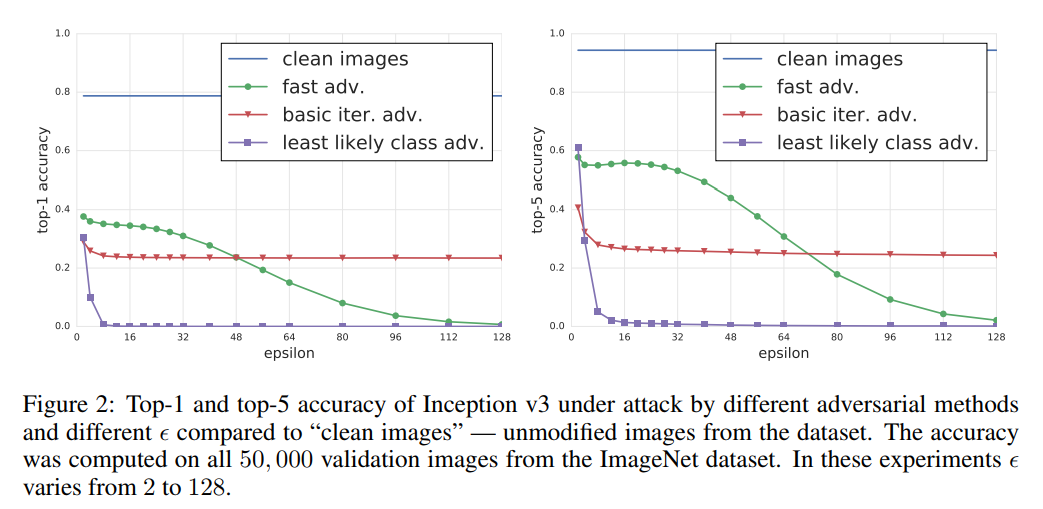 1.0
0.8
0.6
0.4
0.2
0.0
top-1 accuracy
clean images
fast adv.
basic iter. adv.
least likely class adv.
0 16 32 48 64 80 96 112 128
epsilon
1.0
0.8
0.6
0.4
0.2
0.0
top-5 accuracy
clean images
fast adv.
basic iter. adv.
least likely class adv.
0 16 32 48 64 80 96 112 128
epsilon
Figure 2: Top-1 and top-5 accuracy of Inception v3 under attack by different adversarial methods
and different ϵ compared to “clean images” — unmodified images from the dataset. The accuracy
was computed on all 50,000 validation images from the ImageNet dataset. In these experiments ϵ
varies from 2 to 128.